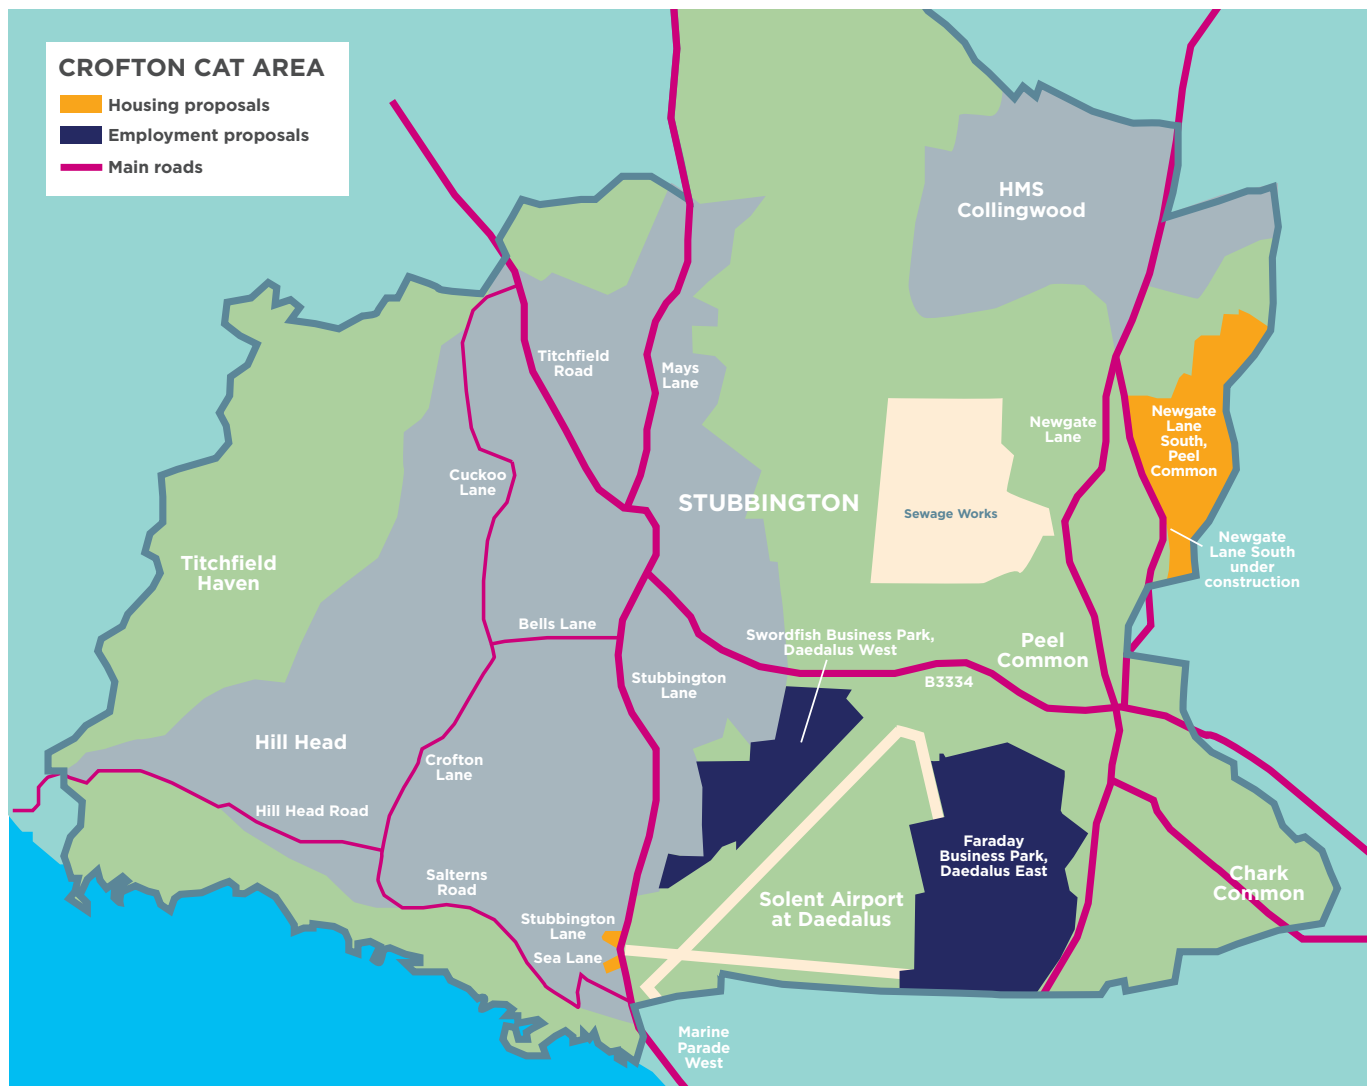 CROFTON CAT AREA
Housing proposals
Employment proposals
Main roads
HMS
Collingwood
Titchfield
Road
Mays
Lane
Newgate
Lane
Newgate
Lane
South,
Peel
Common
Cuckoo
Lane
STUBBINGTON
Sewage Works
Newgate
Lane South
under
construction
Titchfield
Haven
Bells Lane
Swordfish Business Park,
Daedalus West
Peel
Common
Stubbington
Lane
B3334
Hill Head
Crofton
Lane
Hill Head Road
Faraday
Business Park,
Daedalus East
Salterns
Road
Chark
Common
Solent Airport
at Daedalus
Stubbington
Lane
Sea Lane
Marine
Parade
West